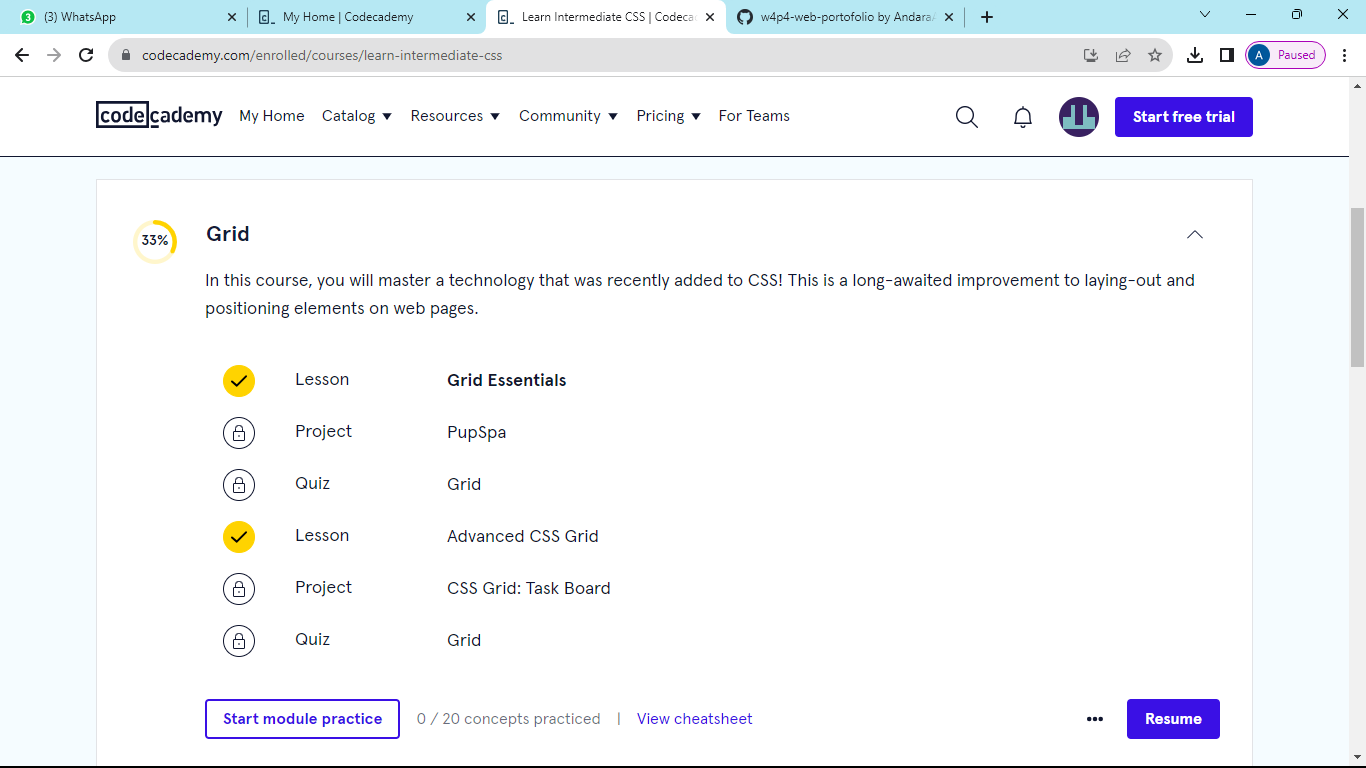 (3) WhatsApp
My Home | Codecademy
Learn Intermediate CSS | Codeca
w4p4-web-portofolio by Andara
codecademy.com/enrolled/courses/learn-intermediate-css
A Paused
codecademy My Home Catalog Resources Community Pricing For Teams Start free trial
33% Grid
In this course, you will master a technology that was recently added to CSS! This is a long-awaited improvement to laying-out and
positioning elements on web pages.
Lesson Grid Essentials
Project PupSpa
Quiz Grid
Lesson Advanced CSS Grid
Project CSS Grid: Task Board
Quiz Grid
Start module practice 0 / 20 concepts practiced | View cheatsheet ••• Resume